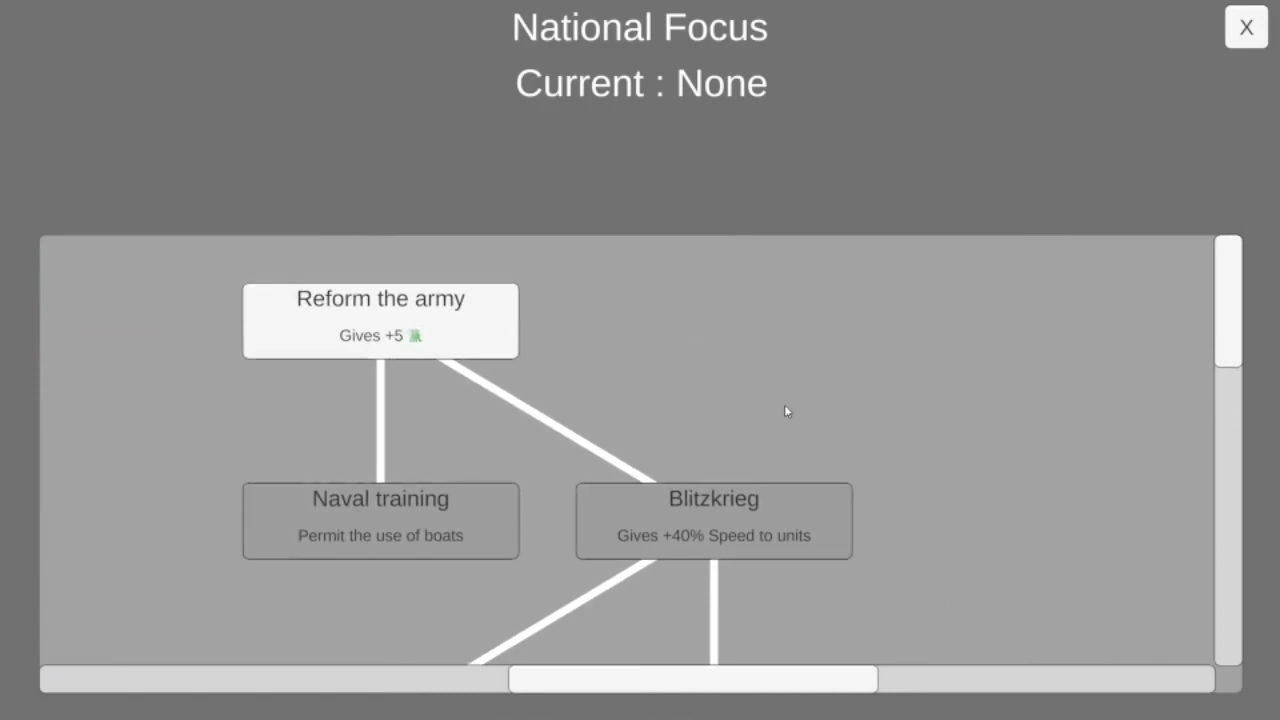 National Focus
X
Current : None
Reform the army
Gives +5
Naval training
Permit the use of boats
Blitzkrieg
Gives +40% Speed to units